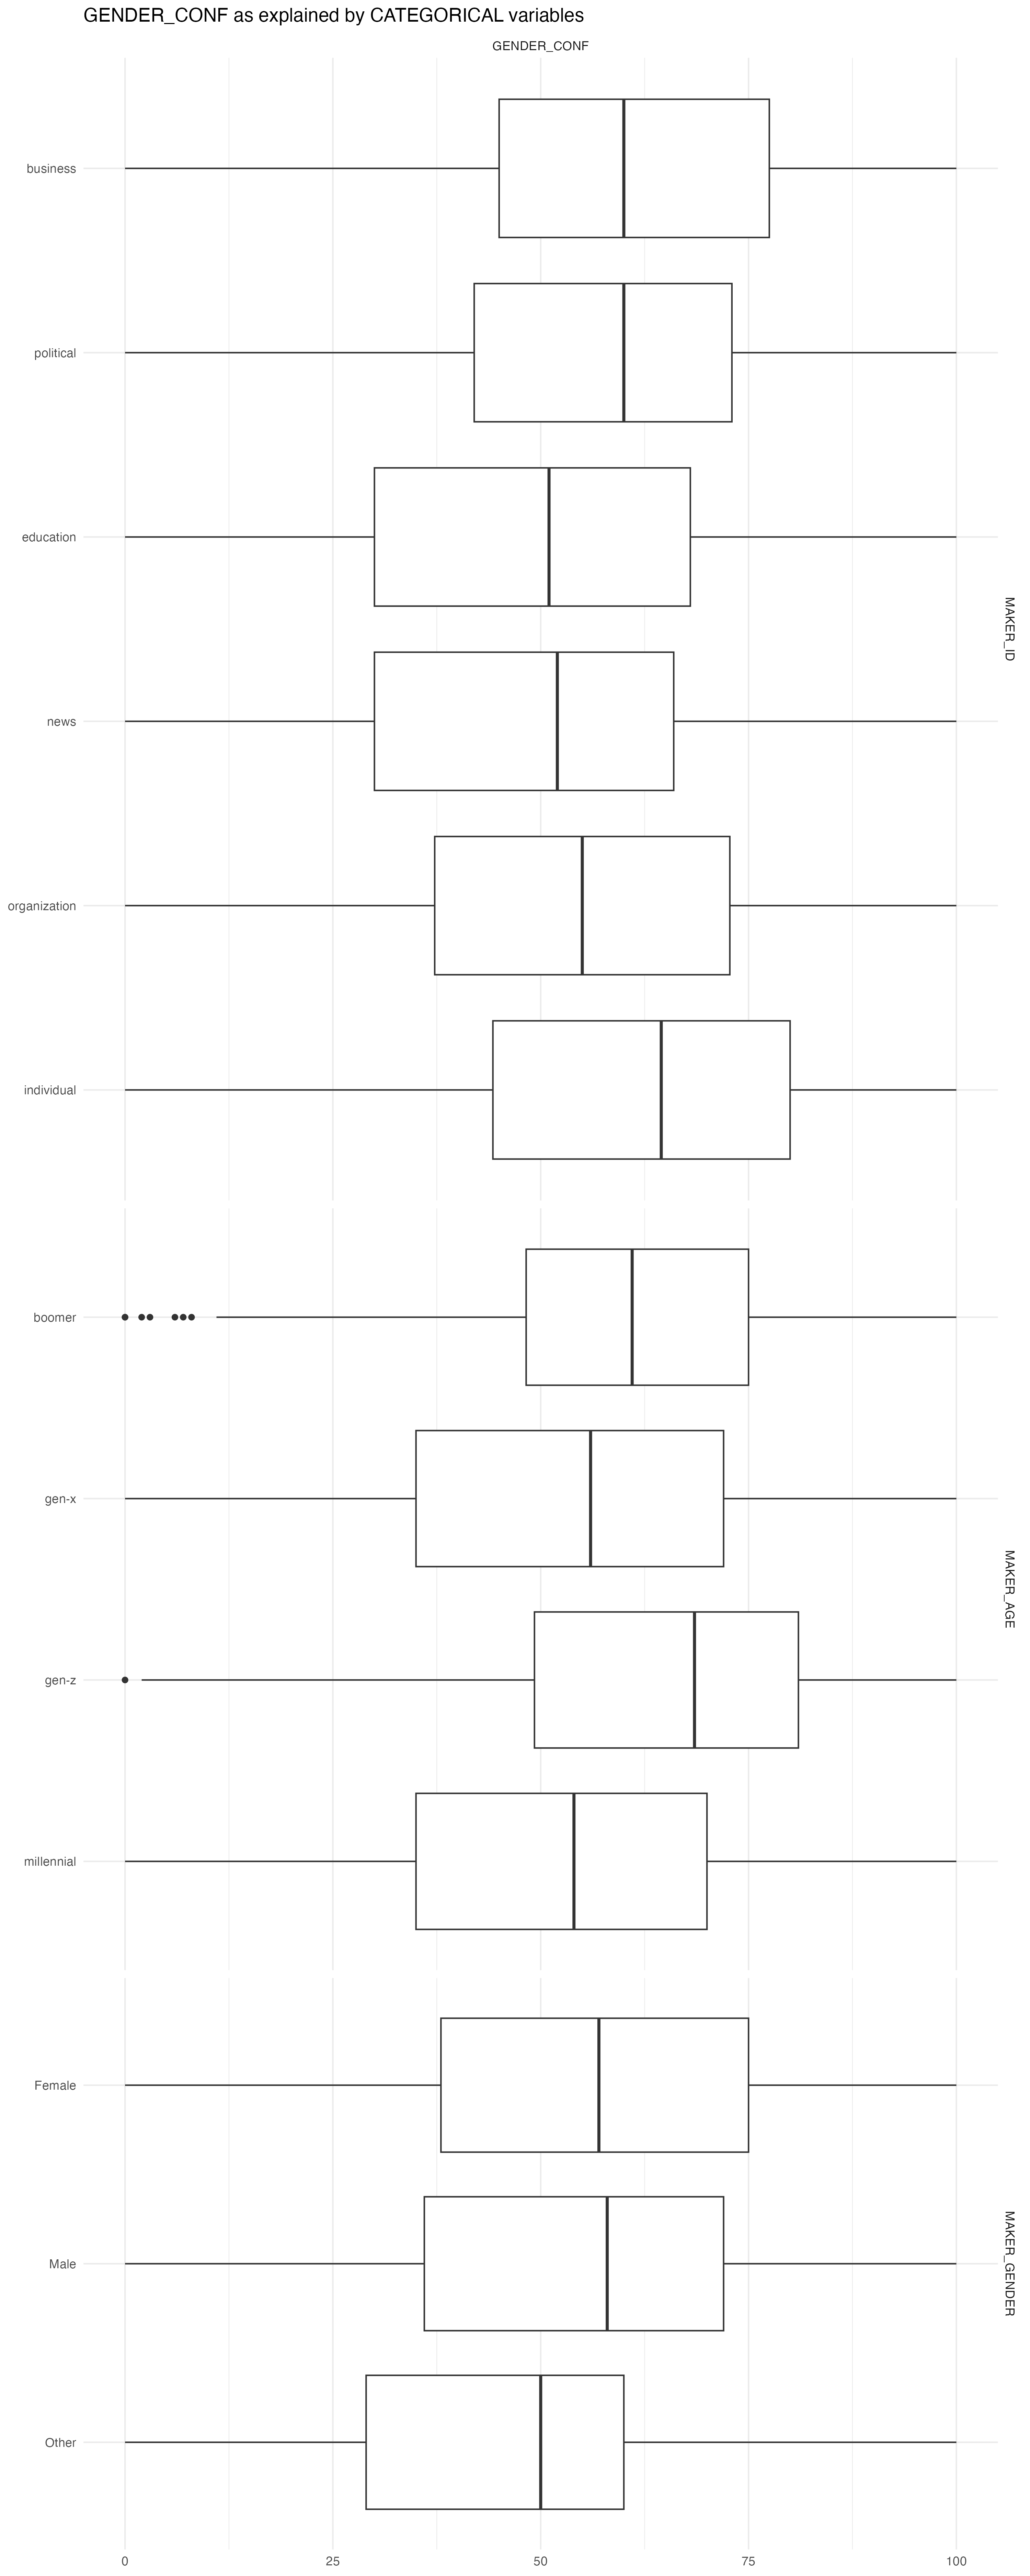 GENDER_CONF as explained by CATEGORICAL variables
GENDER_CONF
business
political
education
news
organization
individual
MAKER_ID
boomer
gen-x
gen-z
millennial
MAKER_AGE
Female
Male
Other
MAKER_GENDER
0 25 50 75 100